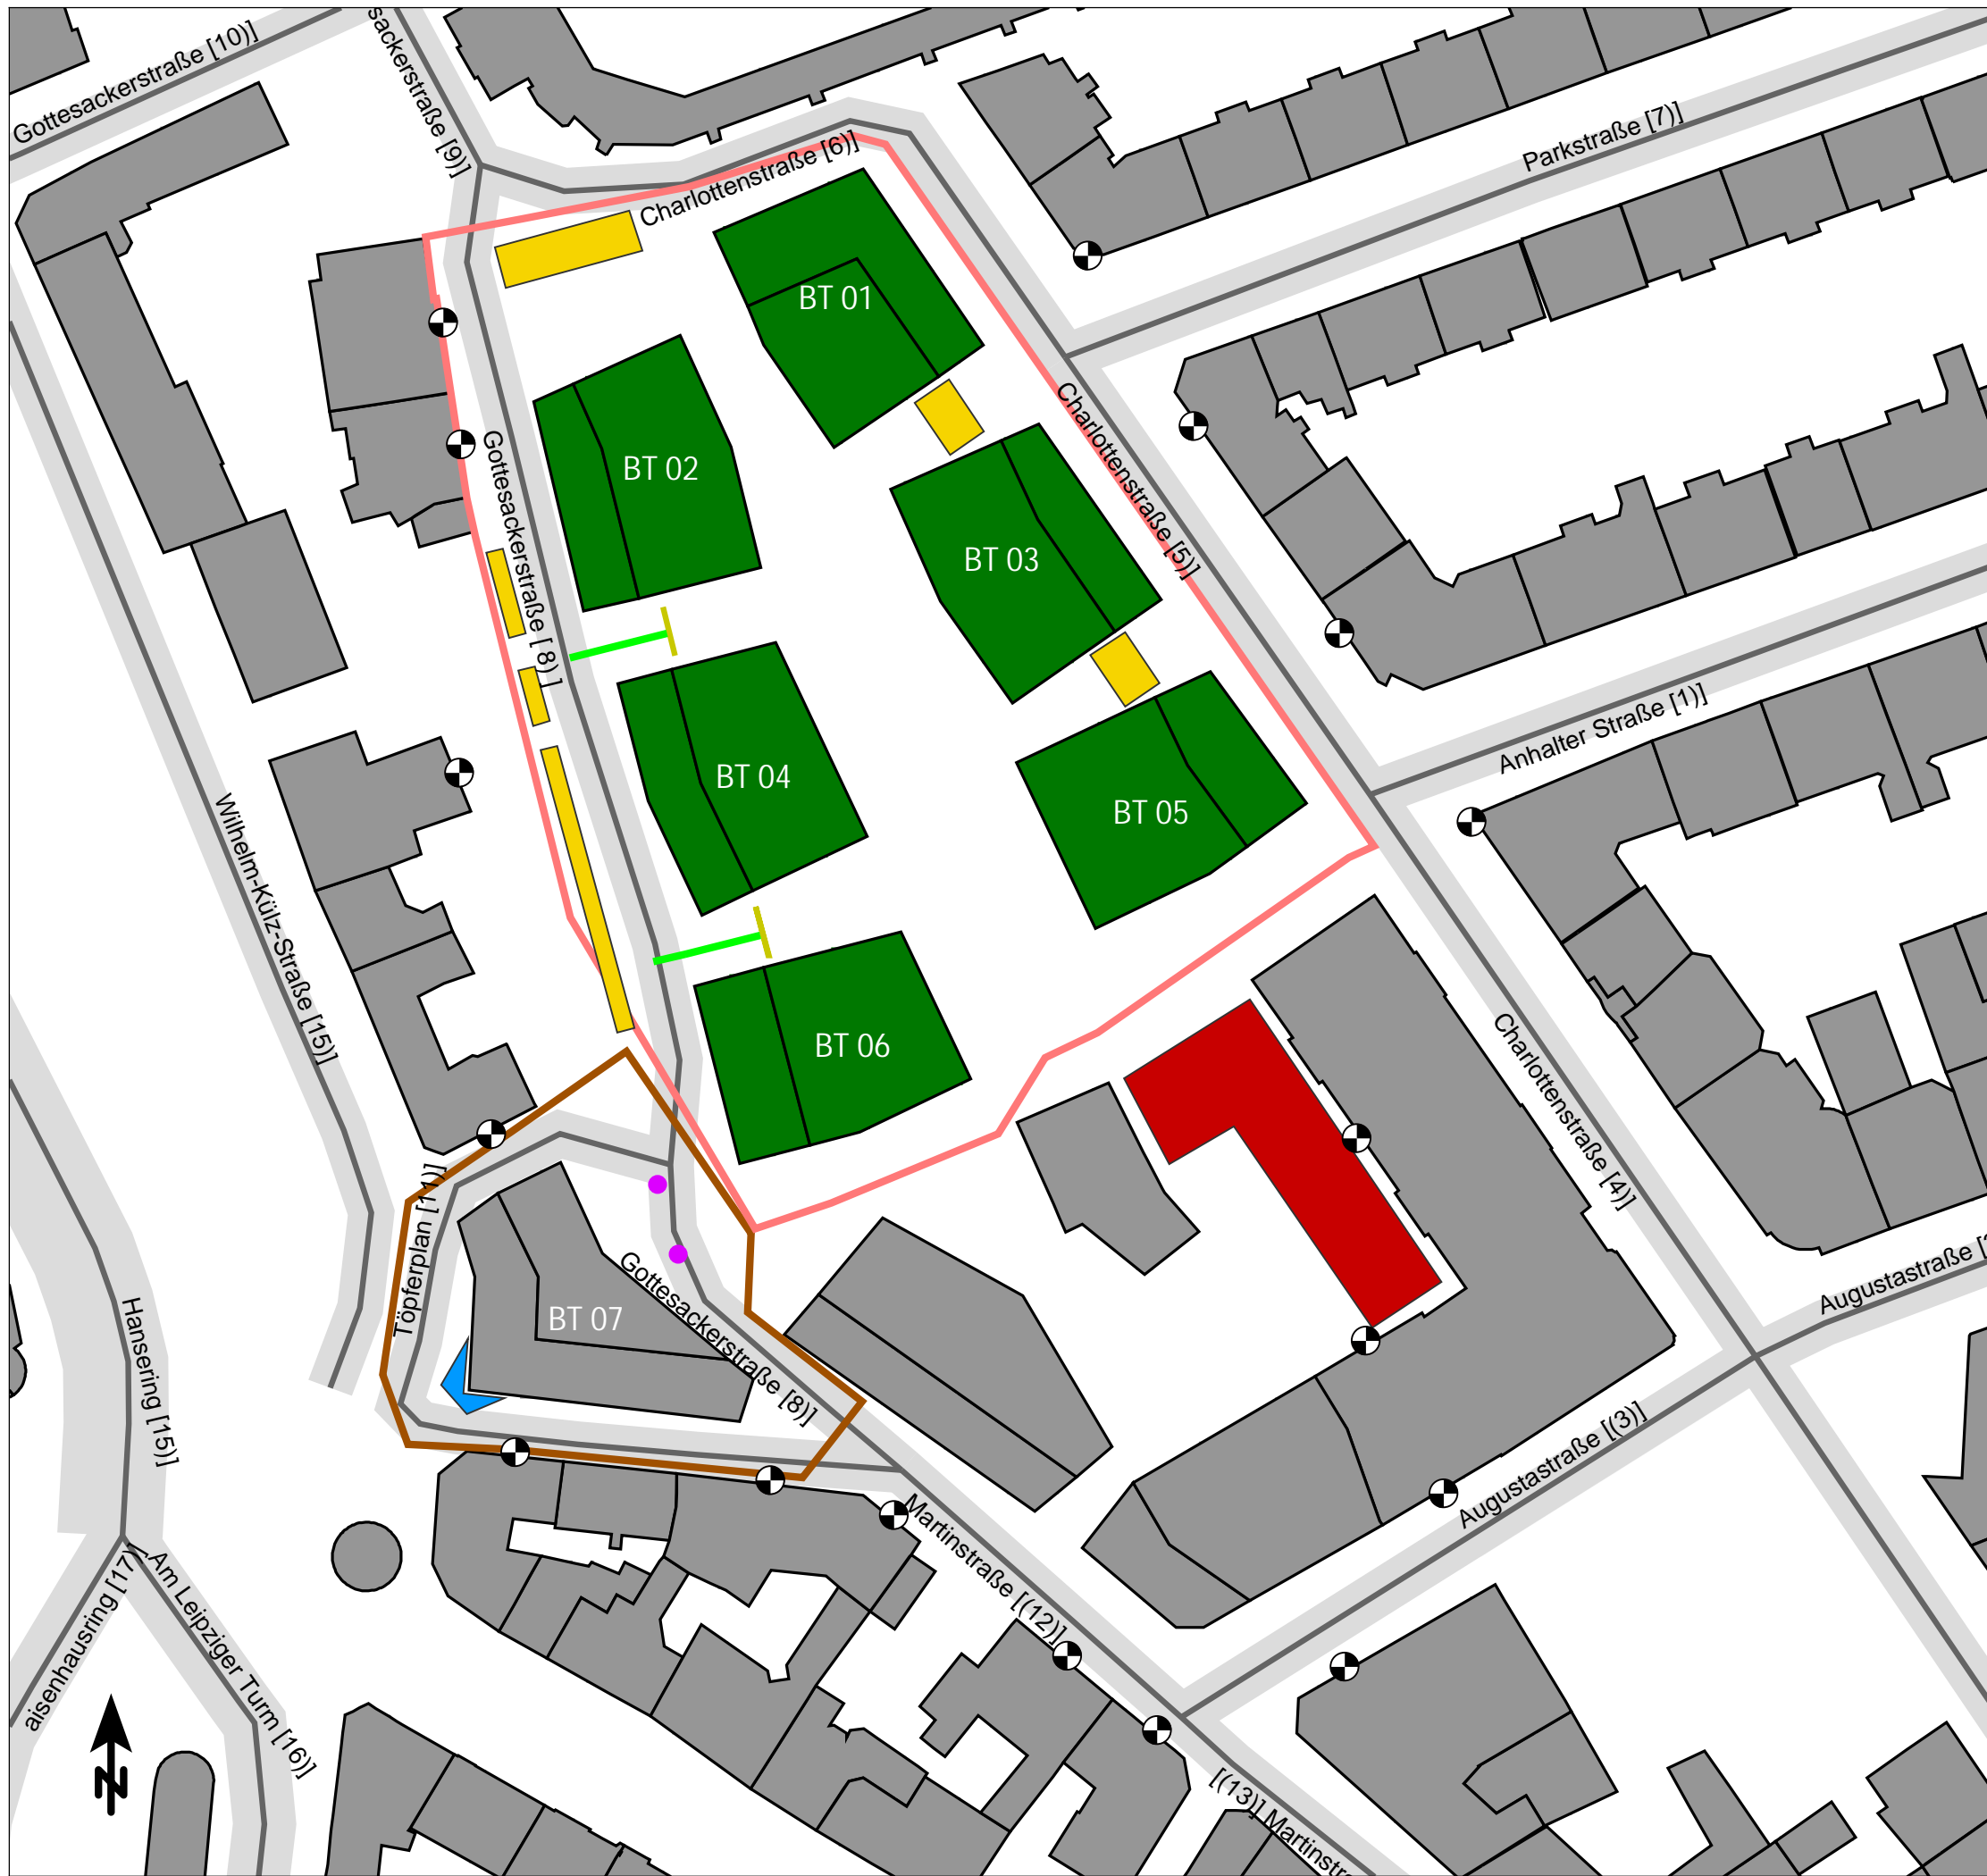 Gottesackerstraße [10)]
sackerstraße [9)]
Charlottenstraße [6)]
Parkstraße [7)]
BT 01
BT 02
Charlottenstraße [5)]
Gottesackerstraße [ 8)]
BT 03
Anhalter Straße [1)]
BT 04
BT 05
Wilhelm-Külz-Straße [15)]
BT 06
Charlottenstraße [4)]
Töpferplan [11)]
Gottesackerstraße [8)]
BT 07
Augustastraße [2
Hansering [15)]
Augustastraße [(3)]
Martinstraße [(12)]
aisenhausring [17)
Am Leipziger Turm [16)]
[(13)] Martinstra
N